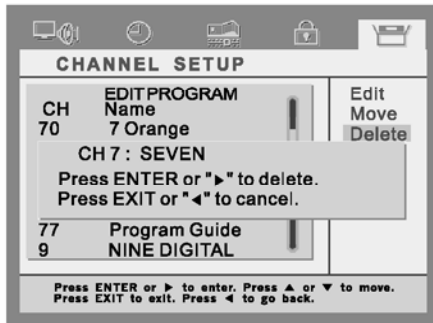 CHANNEL SETUP
EDIT PROGRAM
CH Name
70 7 Orange
CH 7 : SEVEN
Press ENTER or "►" to delete.
Press EXIT or "◄" to cancel.
77 Program Guide
9 NINE DIGITAL
Edit
Move
Delete
Press ENTER or ► to enter. Press ▲ or ▼ to move.
Press EXIT to exit. Press ◄ to go back.